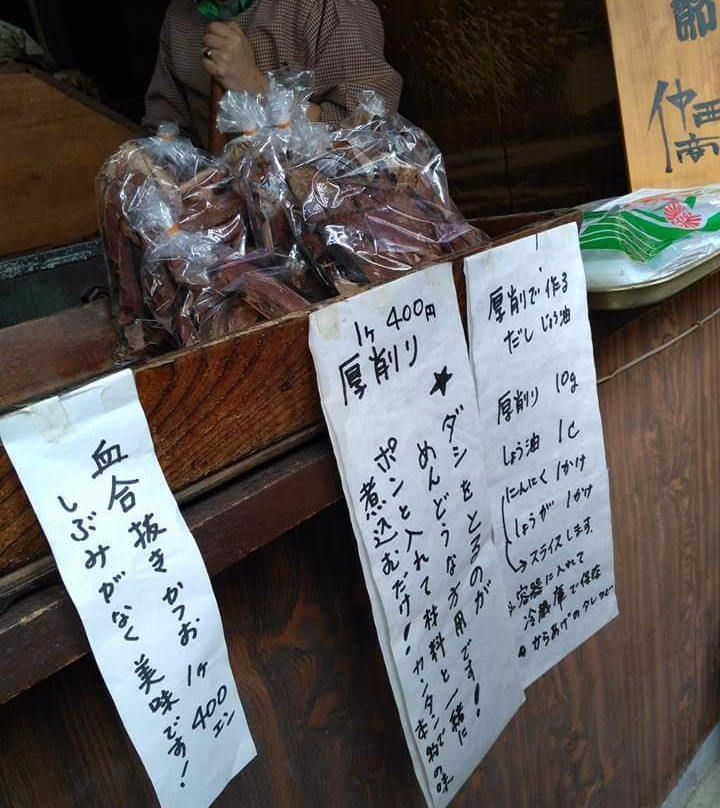 血合抜きかつお 1ヶ 400エン
しぶみがなく美味です!
1ヶ 400円
厚削り
★ダシをとるのが
めんどうな方用です!
ポンと入れて材料と一緒に
煮込むだけ!カンタン本物の味
厚削りで作る
だしじょう油
厚削り 10g
しょう油 1C
にんにく 1かけ
しょうが 1かけ
→スライスします
容器に入れて
冷蔵庫で保存
からあげのタレなど
節
仲西
商